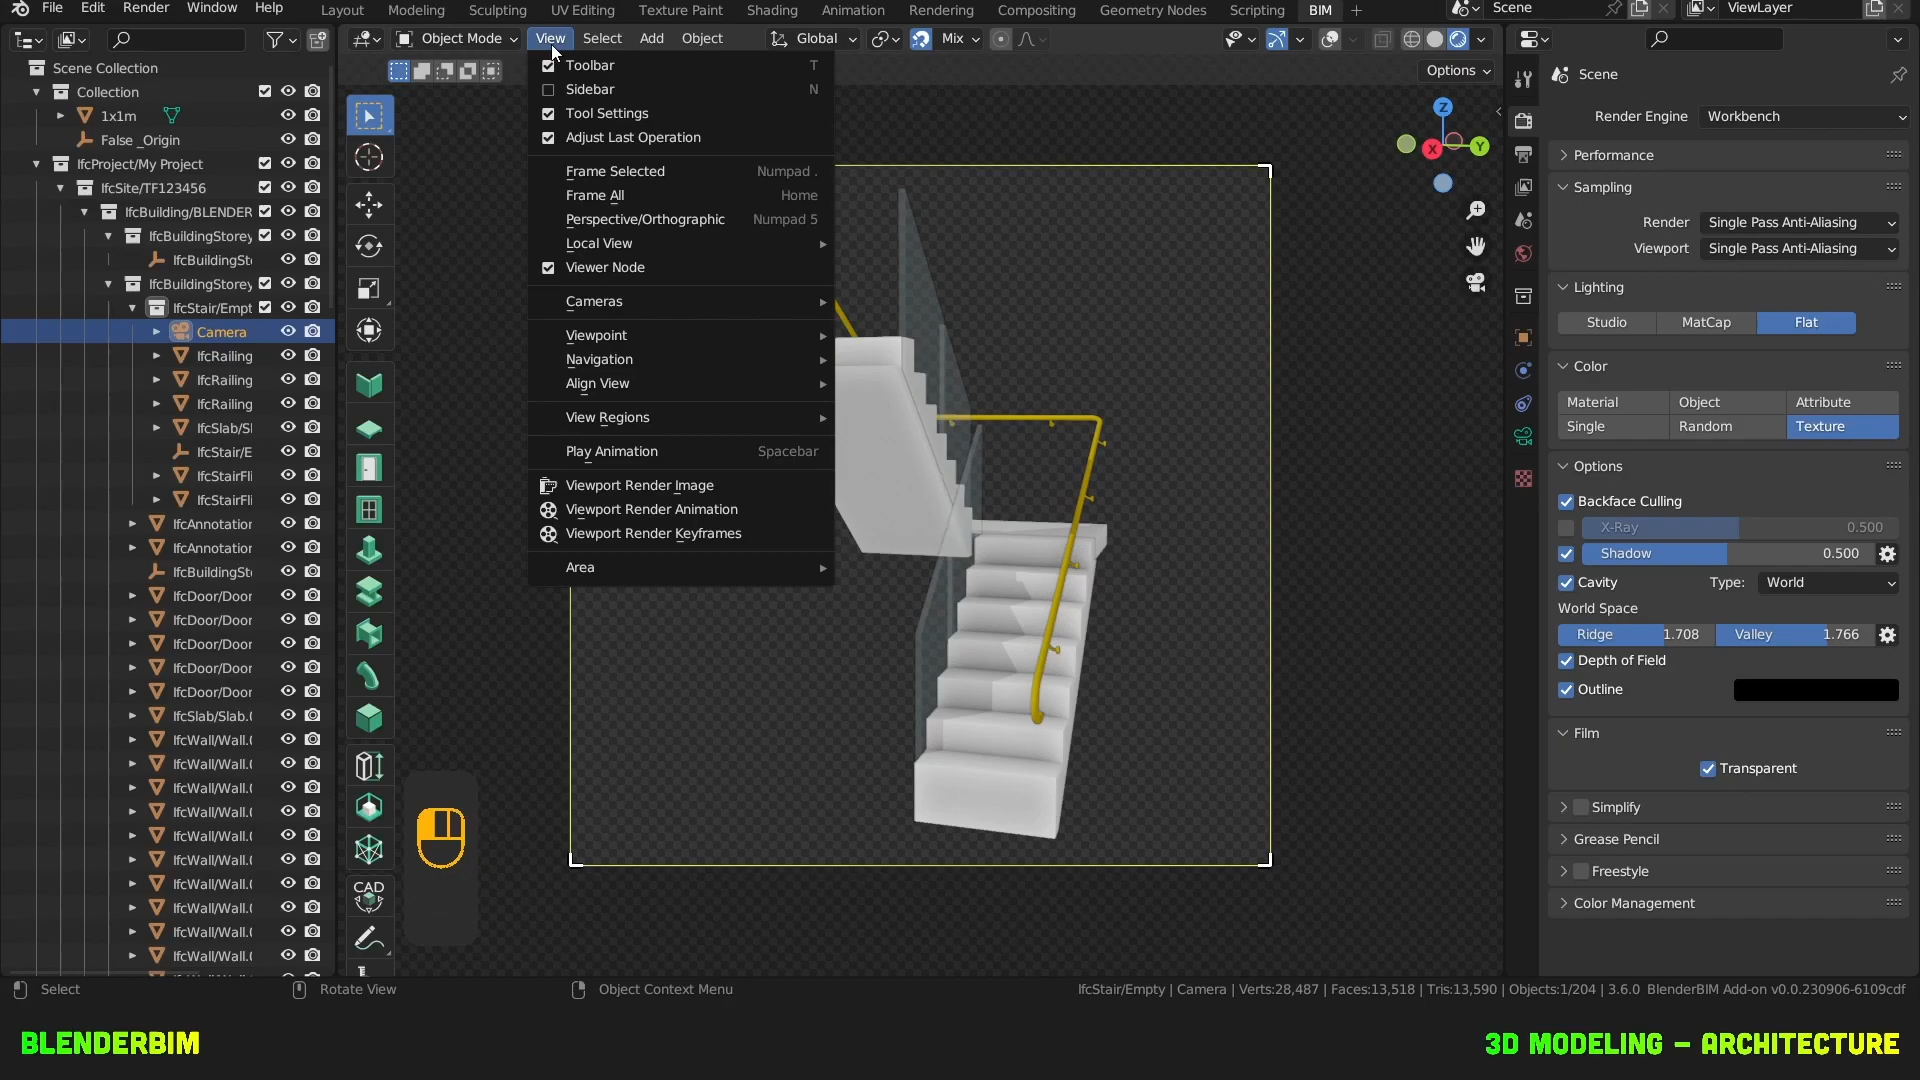 File Edit Render Window Help Layout Modeling Sculpting UV Editing Texture Paint Shading Animation Rendering Compositing Geometry Nodes Scripting BIM + Scene ViewLayer
Object Mode View Select Add Object Global Mix
Options
Scene Collection
Collection
1x1m
False _Origin
IfcProject/My Project
IfcSite/TF123456
IfcBuilding/BLENDER
IfcBuildingStorey
IfcBuildingSt
IfcBuildingStorey
IfcStair/Empt
Camera
IfcRailing
IfcRailing
IfcRailing
IfcSlab/S
IfcStair/E
IfcStairFli
IfcStairFli
IfcAnnotation
IfcAnnotation
IfcBuildingSt
IfcDoor/Door
IfcDoor/Door
IfcDoor/Door
IfcDoor/Door
IfcDoor/Door
IfcSlab/Slab.
IfcWall/Wall.
IfcWall/Wall.
IfcWall/Wall.
IfcWall/Wall.
IfcWall/Wall.
IfcWall/Wall.
IfcWall/Wall.
IfcWall/Wall.
IfcWall/Wall.
IfcWall/Wall.
CAD
Toolbar T
Sidebar N
Tool Settings
Adjust Last Operation
Frame Selected Numpad .
Frame All Home
Perspective/Orthographic Numpad 5
Local View
Viewer Node
Cameras
Viewpoint
Navigation
Align View
View Regions
Play Animation Spacebar
Viewport Render Image
Viewport Render Animation
Viewport Render Keyframes
Area
Z
X Y
Scene
Render Engine Workbench
Performance
Sampling
Render Single Pass Anti-Aliasing
Viewport Single Pass Anti-Aliasing
Lighting
Studio MatCap Flat
Color
Material Object Attribute
Single Random Texture
Options
Backface Culling
X-Ray 0.500
Shadow 0.500
Cavity Type: World
World Space
Ridge 1.708 Valley 1.766
Depth of Field
Outline
Film
Transparent
Simplify
Grease Pencil
Freestyle
Color Management
Select Rotate View Object Context Menu IfcStair/Empty | Camera | Verts:28,487 | Faces:13,518 | Tris:13,590 | Objects:1/204 | 3.6.0 BlenderBIM Add-on v0.0.230906-6109cdf
BLENDERBIM 3D MODELING – ARCHITECTURE